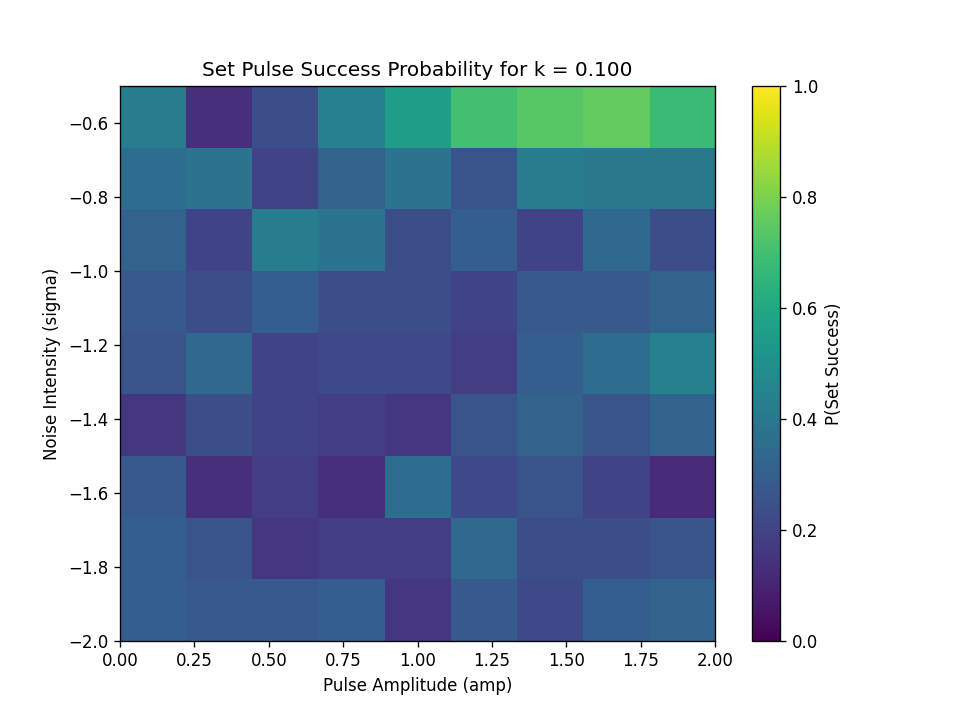 Set Pulse Success Probability for k = 0.100
−0.6
−0.8
−1.0
−1.2
−1.4
−1.6
−1.8
−2.0
Noise Intensity (sigma)
0.00 0.25 0.50 0.75 1.00 1.25 1.50 1.75 2.00
Pulse Amplitude (amp)
1.0
0.8
0.6
0.4
0.2
0.0
P(Set Success)